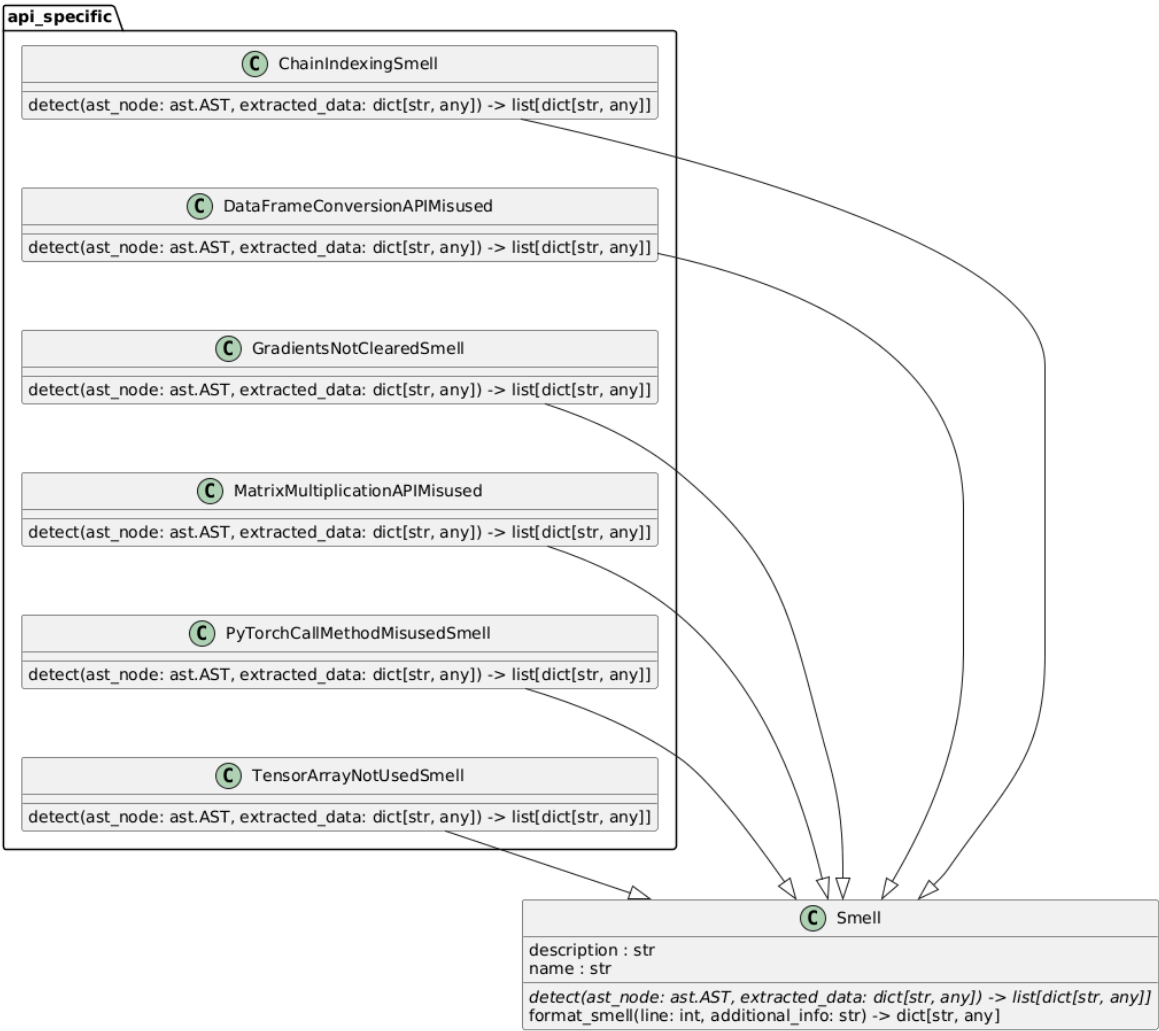 api_specific
C ChainIndexingSmell
detect(ast_node: ast.AST, extracted_data: dict[str, any]) -> list[dict[str, any]]
C DataFrameConversionAPIMisused
detect(ast_node: ast.AST, extracted_data: dict[str, any]) -> list[dict[str, any]]
C GradientsNotClearedSmell
detect(ast_node: ast.AST, extracted_data: dict[str, any]) -> list[dict[str, any]]
C MatrixMultiplicationAPIMisused
detect(ast_node: ast.AST, extracted_data: dict[str, any]) -> list[dict[str, any]]
C PyTorchCallMethodMisusedSmell
detect(ast_node: ast.AST, extracted_data: dict[str, any]) -> list[dict[str, any]]
C TensorArrayNotUsedSmell
detect(ast_node: ast.AST, extracted_data: dict[str, any]) -> list[dict[str, any]]
C Smell
description : str
name : str
detect(ast_node: ast.AST, extracted_data: dict[str, any]) -> list[dict[str, any]]
format_smell(line: int, additional_info: str) -> dict[str, any]